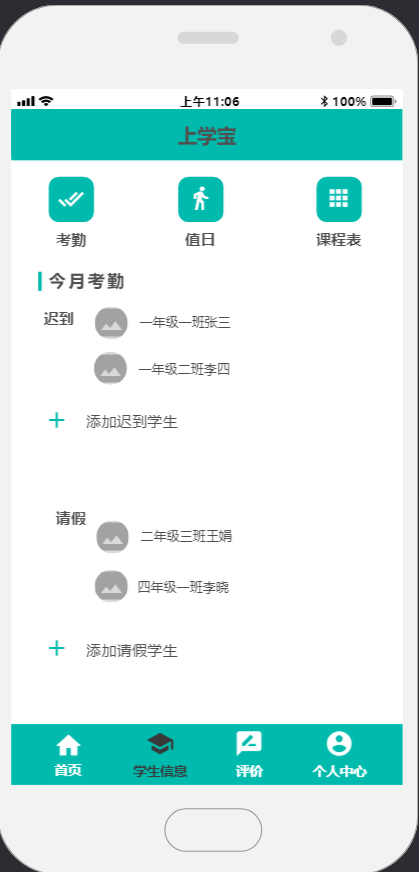 上午11:06 100%
上学宝
考勤 值日 课程表
今月考勤
迟到 一年级一班张三
一年级二班李四
+ 添加迟到学生
请假
二年级三班王娟
四年级一班李晓
+ 添加请假学生
首页 学生信息 评价 个人中心